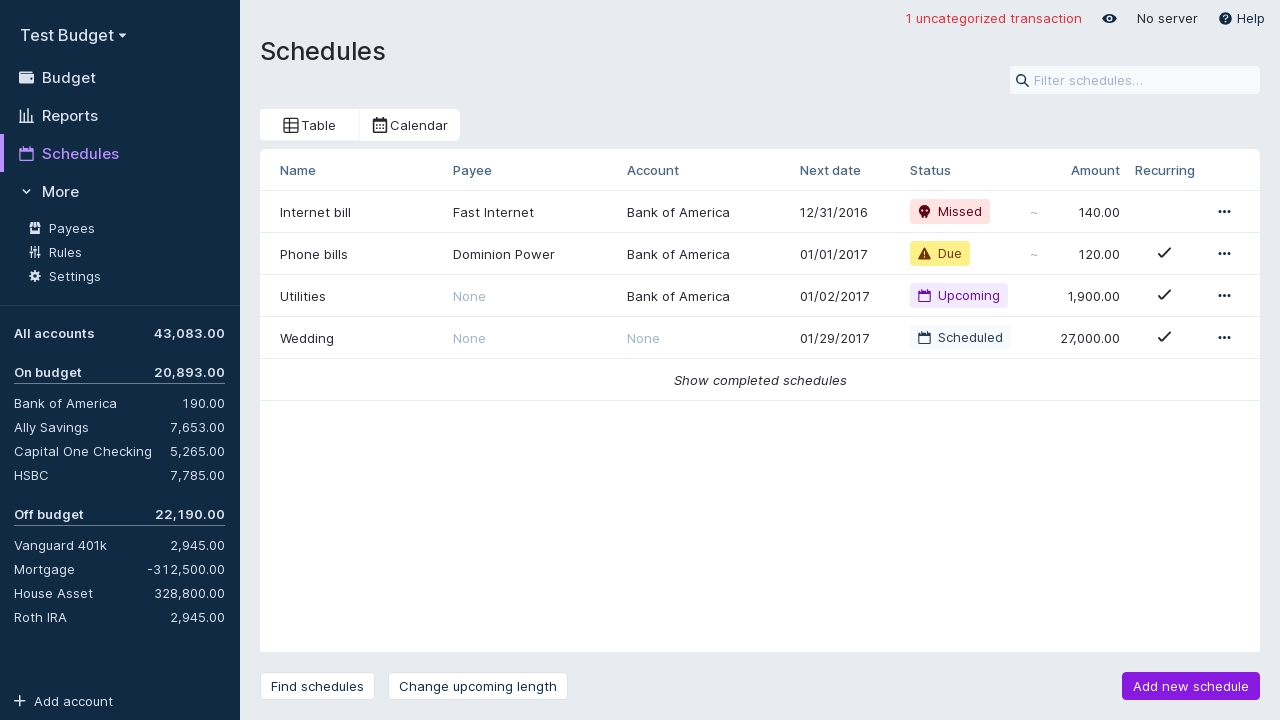 Test Budget
Budget
Reports
Schedules
More
Payees
Rules
Settings
All accounts 43,083.00
On budget 20,893.00
Bank of America 190.00
Ally Savings 7,653.00
Capital One Checking 5,265.00
HSBC 7,785.00
Off budget 22,190.00
Vanguard 401k 2,945.00
Mortgage -312,500.00
House Asset 328,800.00
Roth IRA 2,945.00
Add account
1 uncategorized transaction No server Help
Schedules
Filter schedules…
Table Calendar
Name Payee Account Next date Status Amount Recurring
Internet bill Fast Internet Bank of America 12/31/2016 Missed ~ 140.00
Phone bills Dominion Power Bank of America 01/01/2017 Due ~ 120.00
Utilities None Bank of America 01/02/2017 Upcoming 1,900.00
Wedding None None 01/29/2017 Scheduled 27,000.00
Show completed schedules
Find schedules Change upcoming length Add new schedule